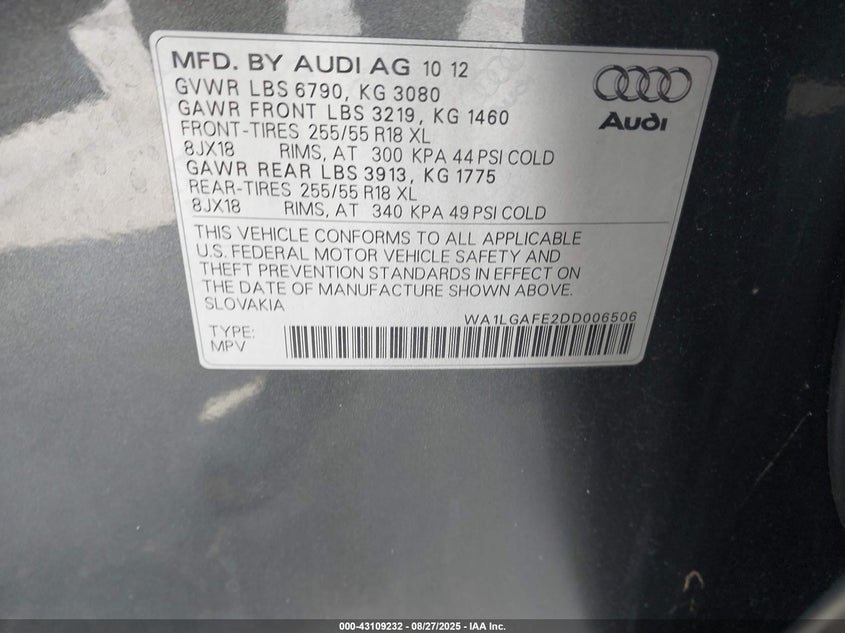 MFD. BY AUDI AG 10 12
GVWR LBS 6790, KG 3080
GAWR FRONT LBS 3219, KG 1460
FRONT-TIRES 255/55 R18 XL
8JX18 RIMS, AT 300 KPA 44 PSI COLD
GAWR REAR LBS 3913, KG 1775
REAR-TIRES 255/55 R18 XL
8JX18 RIMS, AT 340 KPA 49 PSI COLD
Audi
THIS VEHICLE CONFORMS TO ALL APPLICABLE
U.S. FEDERAL MOTOR VEHICLE SAFETY AND
THEFT PREVENTION STANDARDS IN EFFECT ON
THE DATE OF MANUFACTURE SHOWN ABOVE.
SLOVAKIA
WA1LGAFE2DD006506
TYPE:
MPV
000-43109232 - 08/27/2025 - IAA Inc.